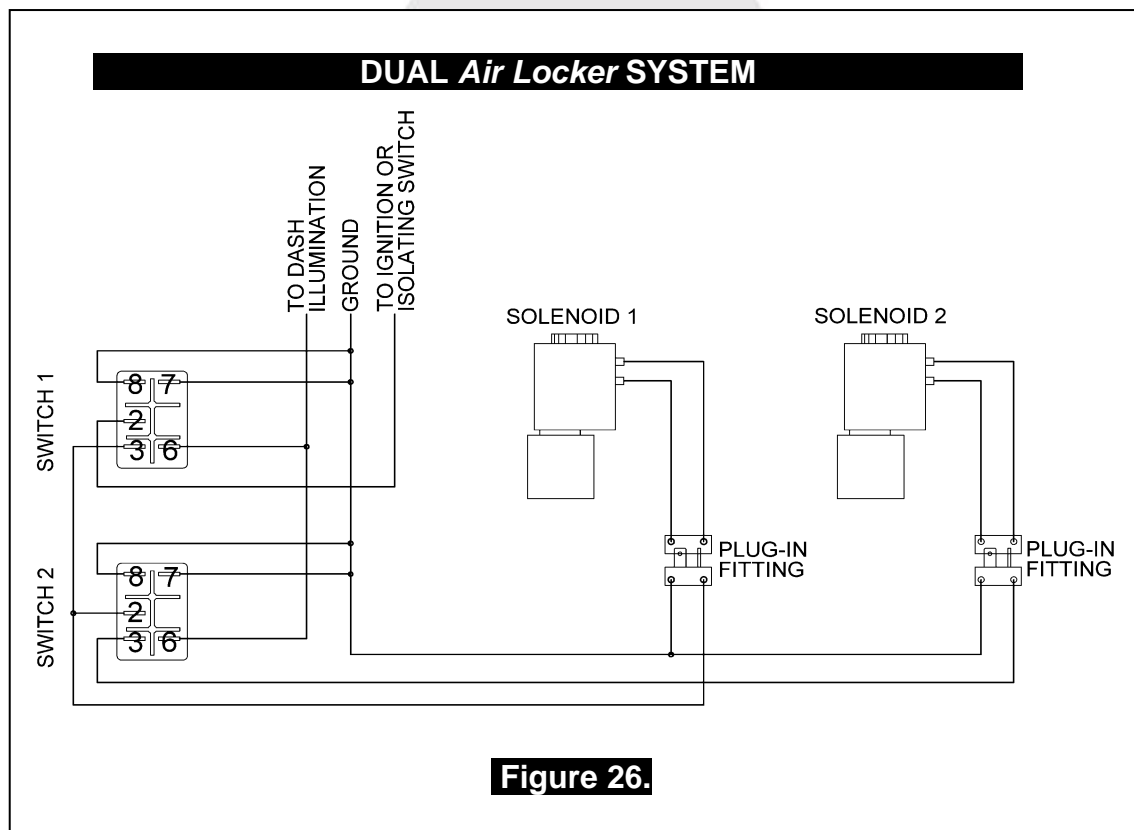 DUAL Air Locker SYSTEM
TO DASH
ILLUMINATION
GROUND
TO IGNITION OR
ISOLATING SWITCH
SOLENOID 1
SOLENOID 2
SWITCH 1
8 7
2
3 6
SWITCH 2
8 7
2
3 6
PLUG-IN
FITTING
PLUG-IN
FITTING
Figure 26.